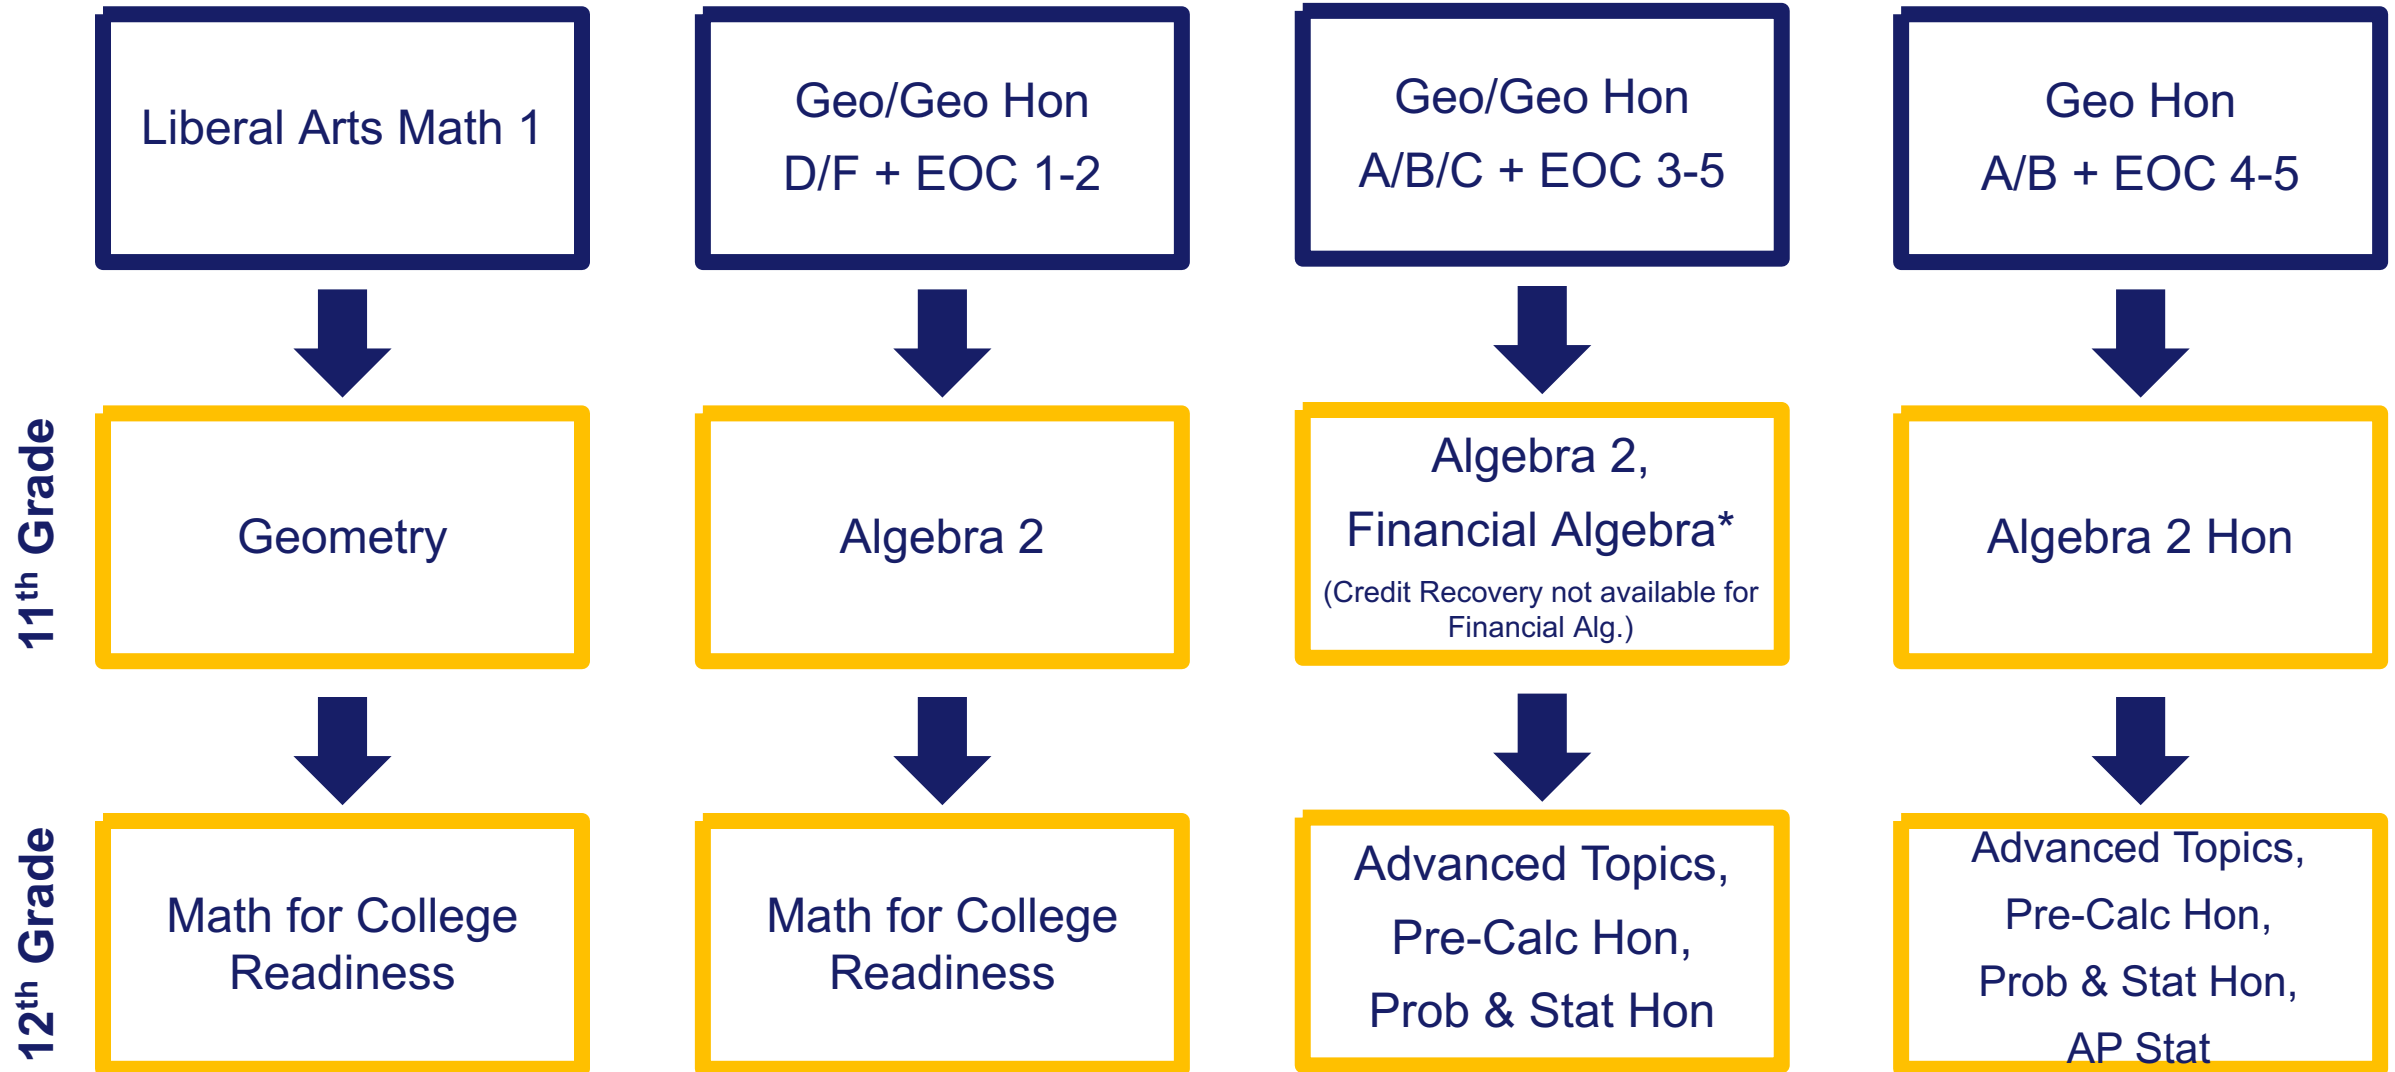 Liberal Arts Math 1
Geo/Geo Hon
D/F + EOC 1-2
Geo/Geo Hon
A/B/C + EOC 3-5
Geo Hon
A/B + EOC 4-5
11th Grade
Geometry
Algebra 2
Algebra 2,
Financial Algebra*
(Credit Recovery not available for
Financial Alg.)
Algebra 2 Hon
12th Grade
Math for College
Readiness
Math for College
Readiness
Advanced Topics,
Pre-Calc Hon,
Prob & Stat Hon
Advanced Topics,
Pre-Calc Hon,
Prob & Stat Hon,
AP Stat